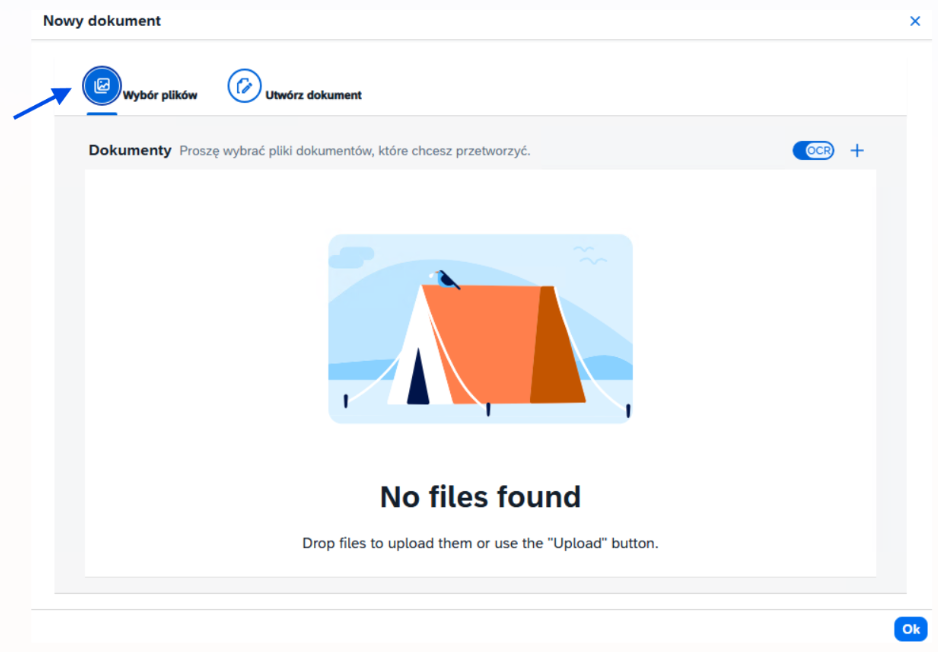 Nowy dokument
Wybór plików
Utwórz dokument
Dokumenty Proszę wybrać pliki dokumentów, które chcesz przetworzyć.
OCR
No files found
Drop files to upload them or use the "Upload" button.
Ok